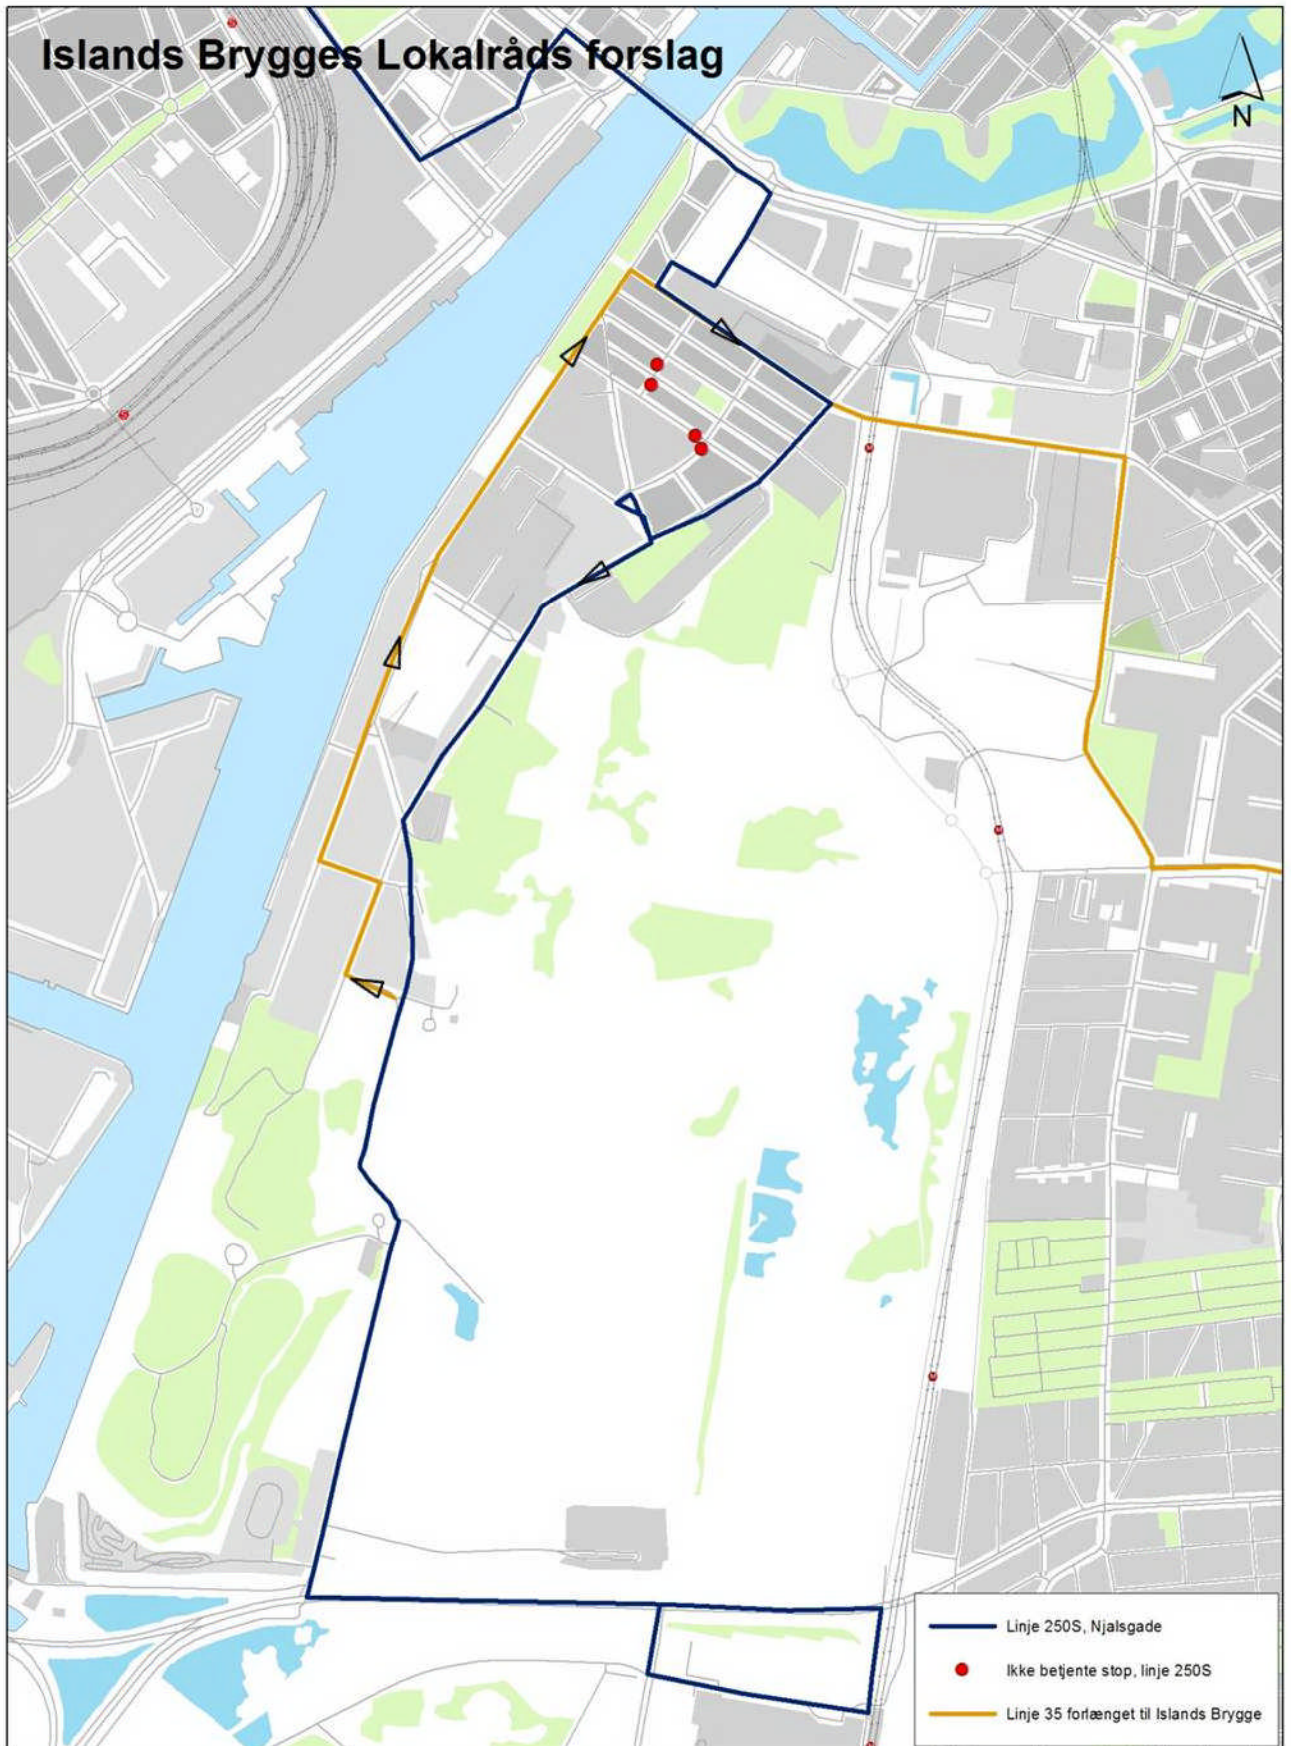 Islands Brygges Lokalråds forslag
N
Linje 250S, Njalsgade
Ikke betjente stop, linje 250S
Linje 35 forlænget til Islands Brygge